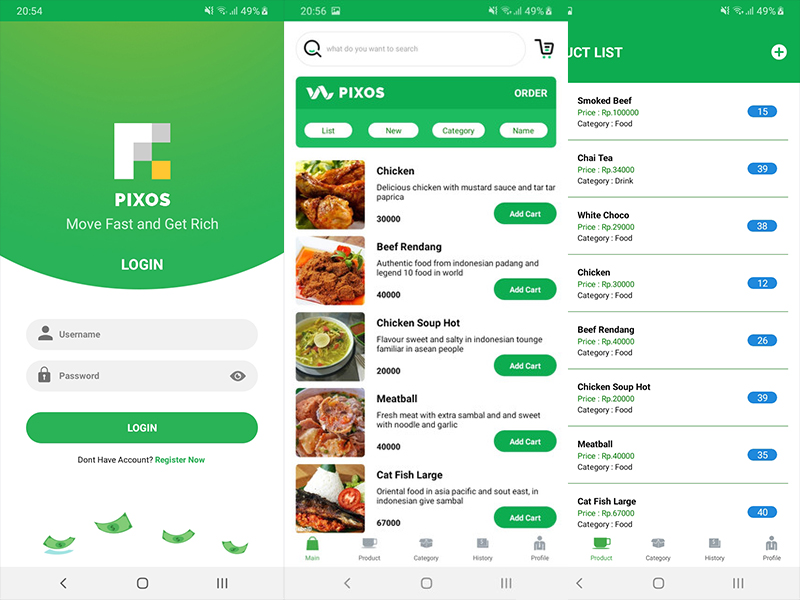 20:54
49%
PIXOS
Move Fast and Get Rich
LOGIN
Username
Password
LOGIN
Dont Have Account? Register Now
20:56
49%
what do you want to search
PIXOS
ORDER
List
New
Category
Name
Chicken
Delicious chicken with mustard sauce and tar tar
paprica
30000
Add Cart
Beef Rendang
Authentic food from indonesian padang and
legend 10 food in world
40000
Add Cart
Chicken Soup Hot
Flavour sweet and salty in indonesian tounge
familiar in asean people
20000
Add Cart
Meatball
Fresh meat with extra sambal and and sweet
with noodle and garlic
40000
Add Cart
Cat Fish Large
Oriental food in asia pacific and sout east, in
indonesian give sambal
67000
Add Cart
Main
Product
Category
History
Profile
49%
UCT LIST
Smoked Beef
Price : Rp.100000
Category : Food
15
Chai Tea
Price : Rp.34000
Category : Drink
39
White Choco
Price : Rp.29000
Category : Food
38
Chicken
Price : Rp.30000
Category : Food
12
Beef Rendang
Price : Rp.40000
Category : Food
26
Chicken Soup Hot
Price : Rp.20000
Category : Food
39
Meatball
Price : Rp.40000
Category : Food
35
Cat Fish Large
Price : Rp.67000
Category : Food
40
Product
Category
History
Profile